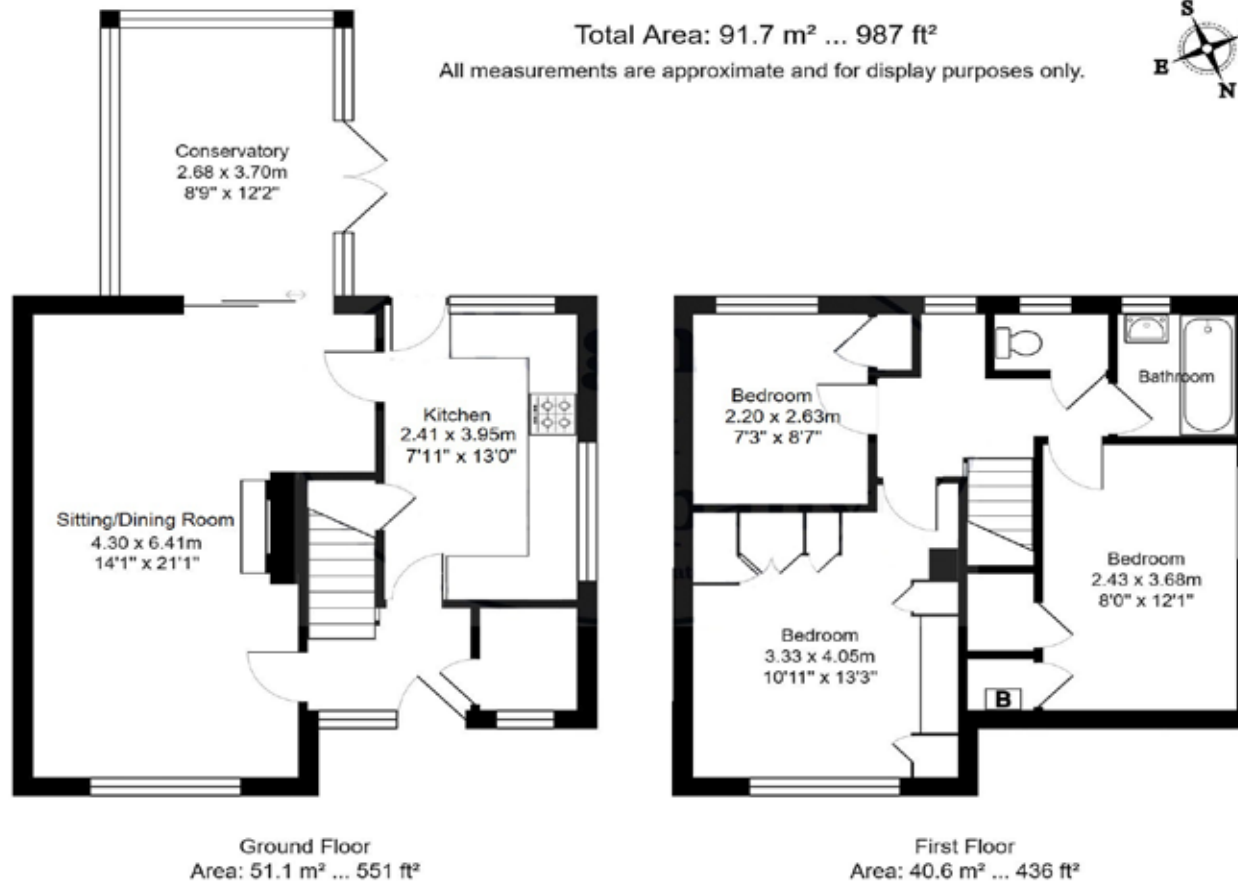 Total Area: 91.7 m² ... 987 ft²
All measurements are approximate and for display purposes only.
S
E
N
Conservatory
2.68 x 3.70m
8'9" x 12'2"
Kitchen
2.41 x 3.95m
7'11" x 13'0"
Sitting/Dining Room
4.30 x 6.41m
14'1" x 21'1"
Bedroom
2.20 x 2.63m
7'3" x 8'7"
Bathroom
Bedroom
2.43 x 3.68m
8'0" x 12'1"
Bedroom
3.33 x 4.05m
10'11" x 13'3"
B
Ground Floor
Area: 51.1 m² ... 551 ft²
First Floor
Area: 40.6 m² ... 436 ft²